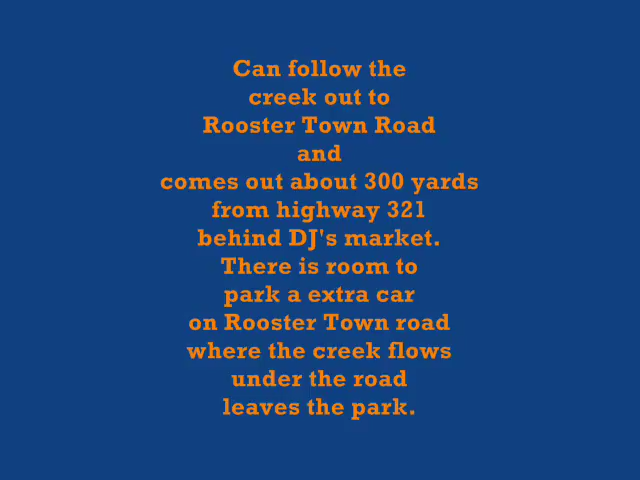 Can follow the
creek out to
Rooster Town Road
and
comes out about 300 yards
from highway 321
behind DJ's market.
There is room to
park a extra car
on Rooster Town road
where the creek flows
under the road
leaves the park.